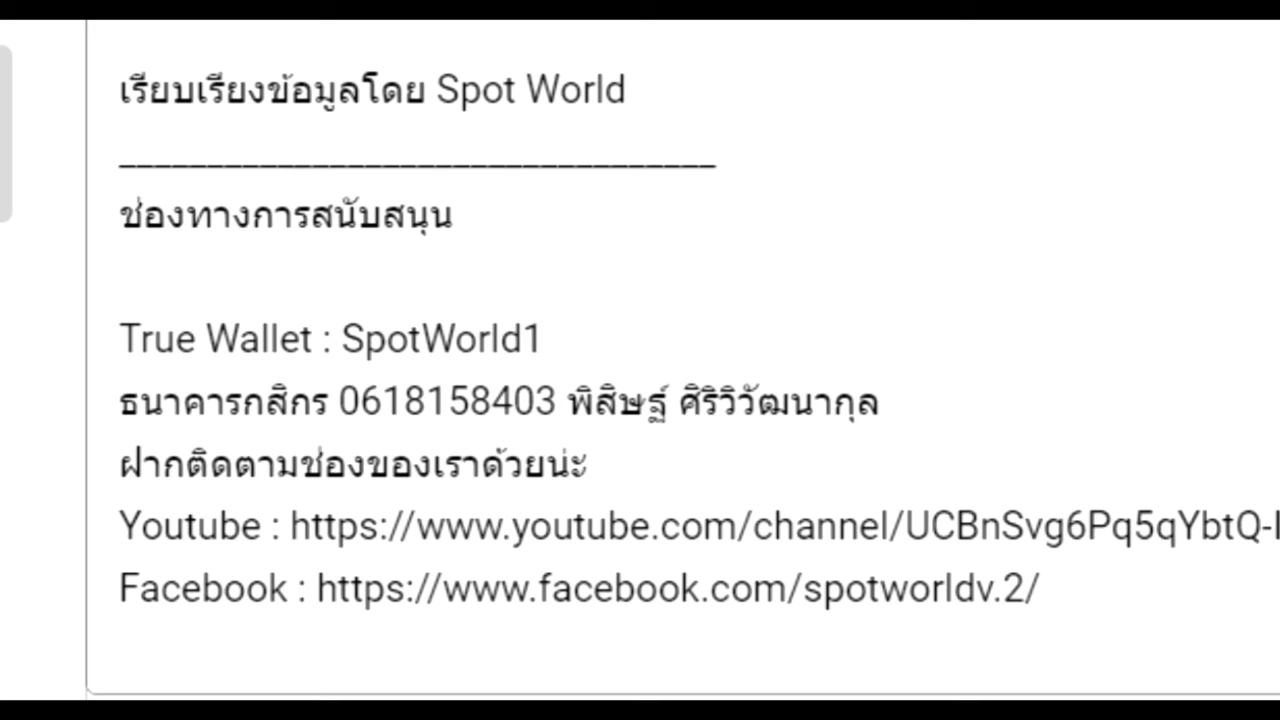 เรียบเรียงข้อมูลโดย Spot World
__________________________________
ช่องทางการสนับสนุน
True Wallet : SpotWorld1
ธนาคารกสิกร 0618158403 พิสิษฐ์ ศิริวิวัฒนากุล
ฝากติดตามช่องของเราด้วยน่ะ
Youtube : https://www.youtube.com/channel/UCBnSvg6Pq5qYbtQ-
Facebook : https://www.facebook.com/spotworldv.2/